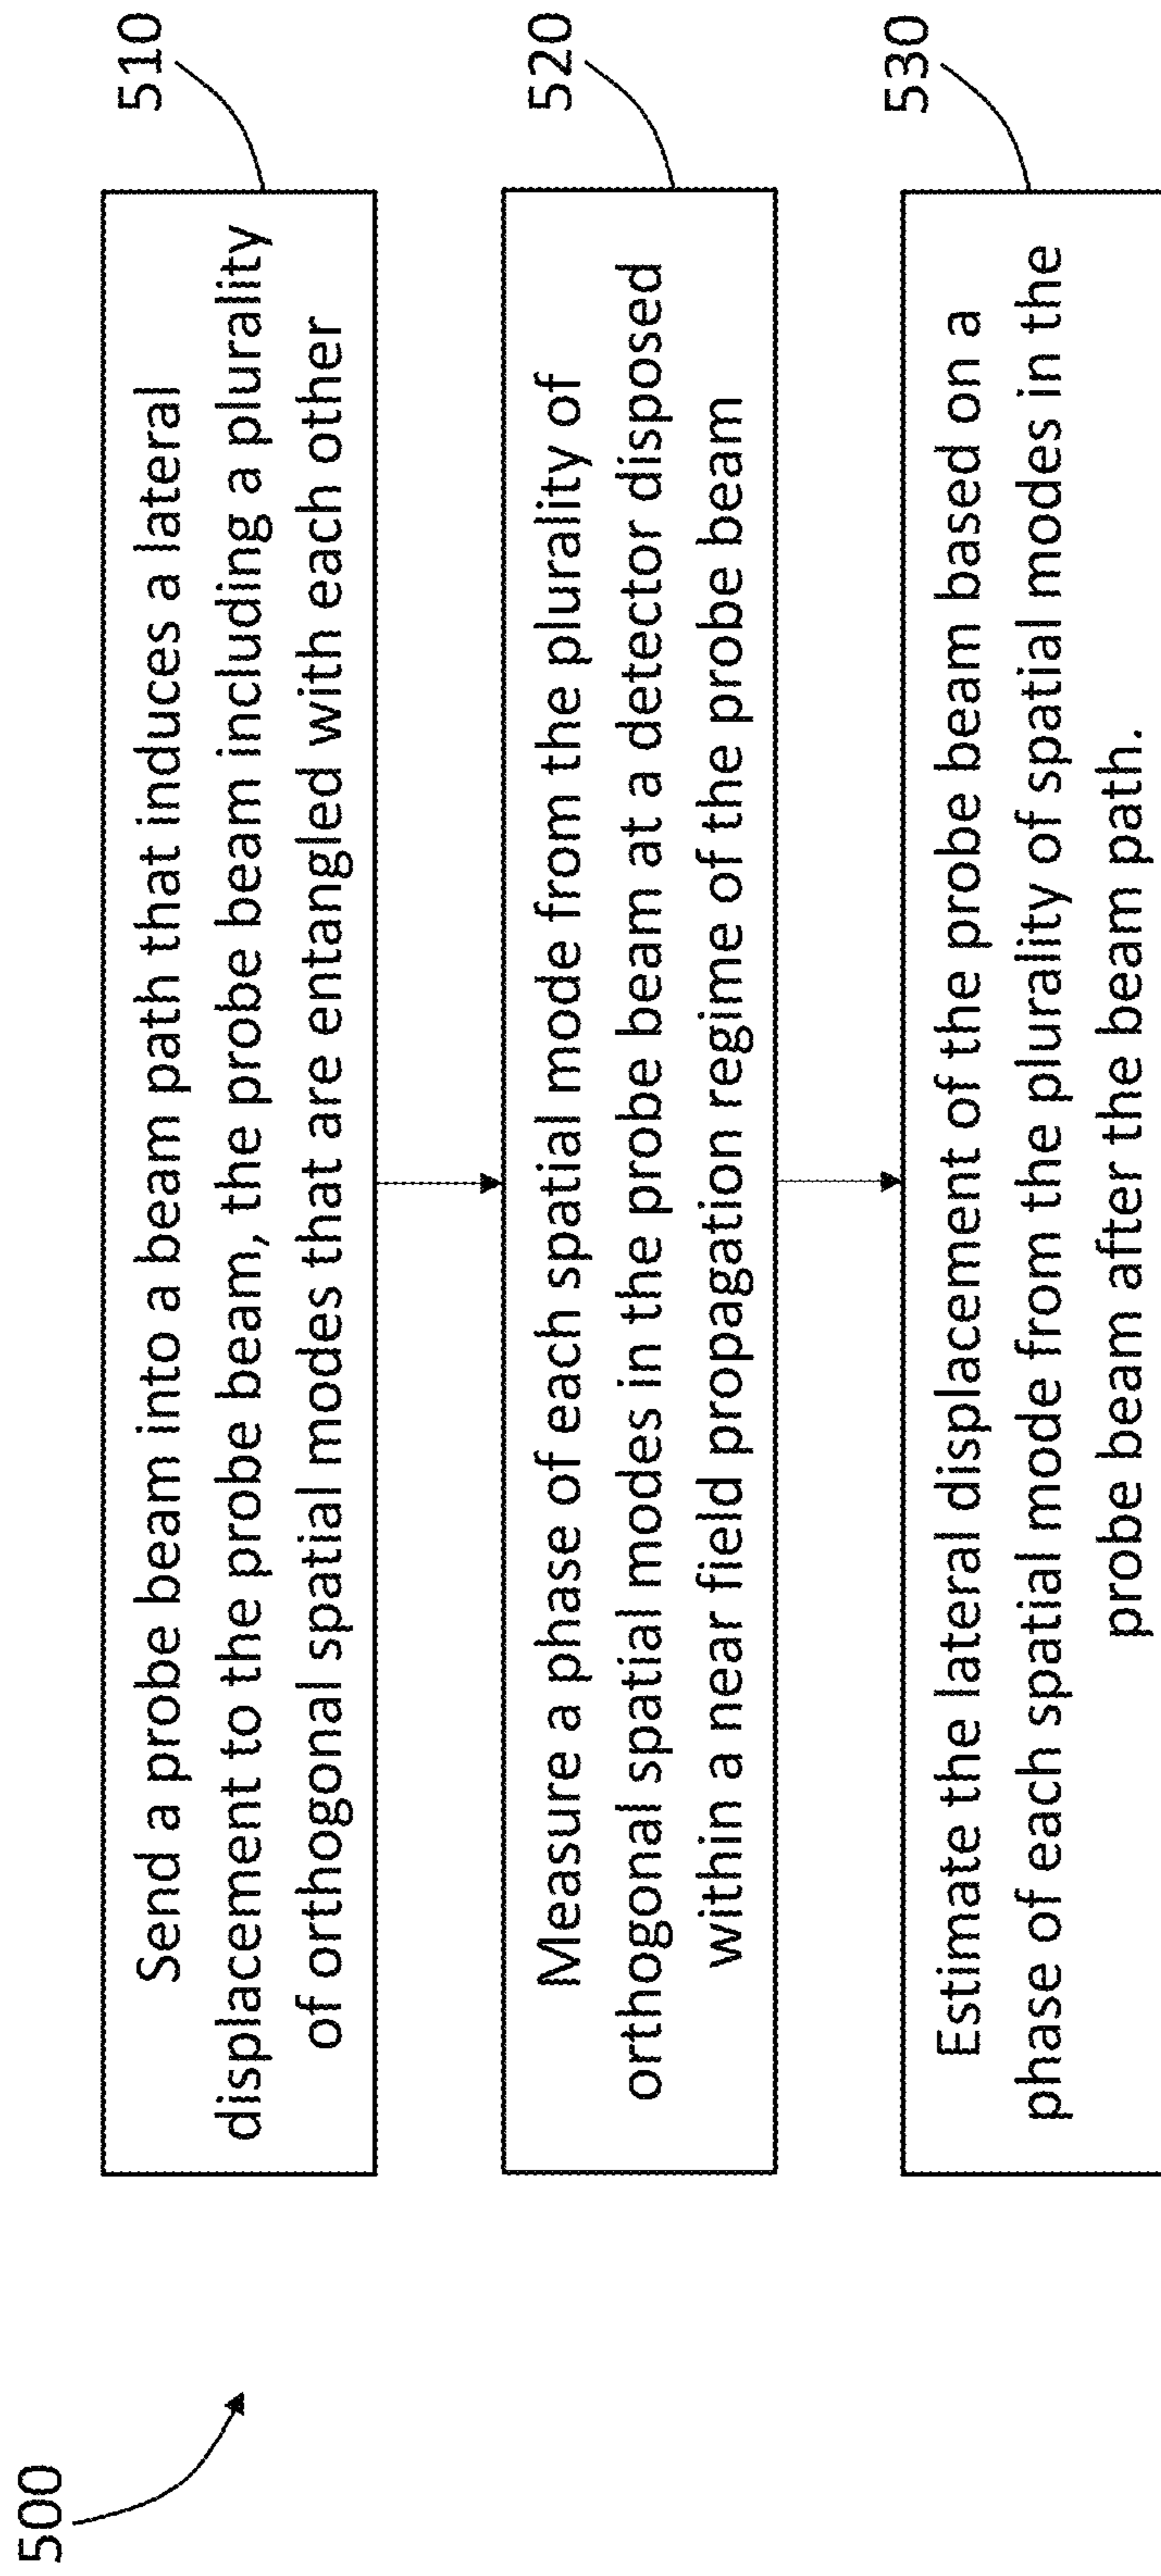 500
Send a probe beam into a beam path that induces a lateral
displacement to the probe beam, the probe beam including a plurality
of orthogonal spatial modes that are entangled with each other
510
Measure a phase of each spatial mode from the plurality of
orthogonal spatial modes in the probe beam at a detector disposed
within a near field propagation regime of the probe beam
520
Estimate the lateral displacement of the probe beam based on a
phase of each spatial mode from the plurality of spatial modes in the
probe beam after the beam path.
530